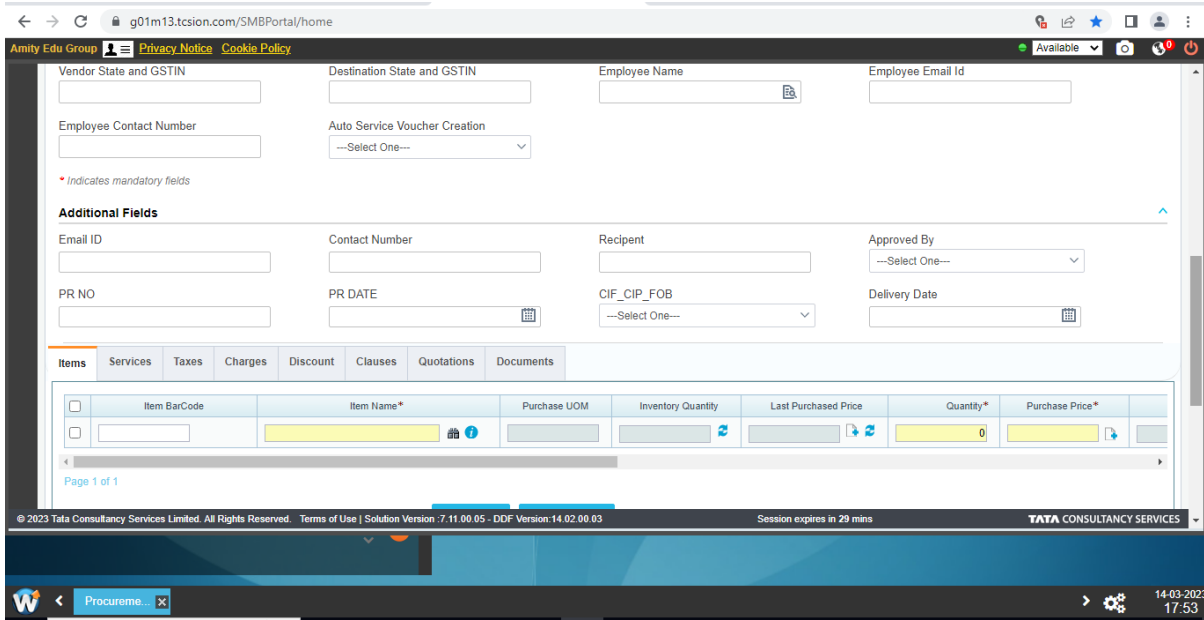 g01m13.tcsion.com/SMBPortal/home
Amity Edu Group Privacy Notice Cookie Policy Available 0
Vendor State and GSTIN Destination State and GSTIN Employee Name Employee Email Id
Employee Contact Number Auto Service Voucher Creation
---Select One---
* Indicates mandatory fields
Additional Fields
Email ID Contact Number Recipent Approved By
---Select One---
PR NO PR DATE CIF_CIP_FOB Delivery Date
---Select One---
Items Services Taxes Charges Discount Clauses Quotations Documents
Item BarCode Item Name* Purchase UOM Inventory Quantity Last Purchased Price Quantity* Purchase Price*
0
Page 1 of 1
© 2023 Tata Consultancy Services Limited. All Rights Reserved. Terms of Use | Solution Version :7.11.00.05 - DDF Version:14.02.00.03 Session expires in 29 mins TATA CONSULTANCY SERVICES
W Procureme... 14-03-2023
17:53